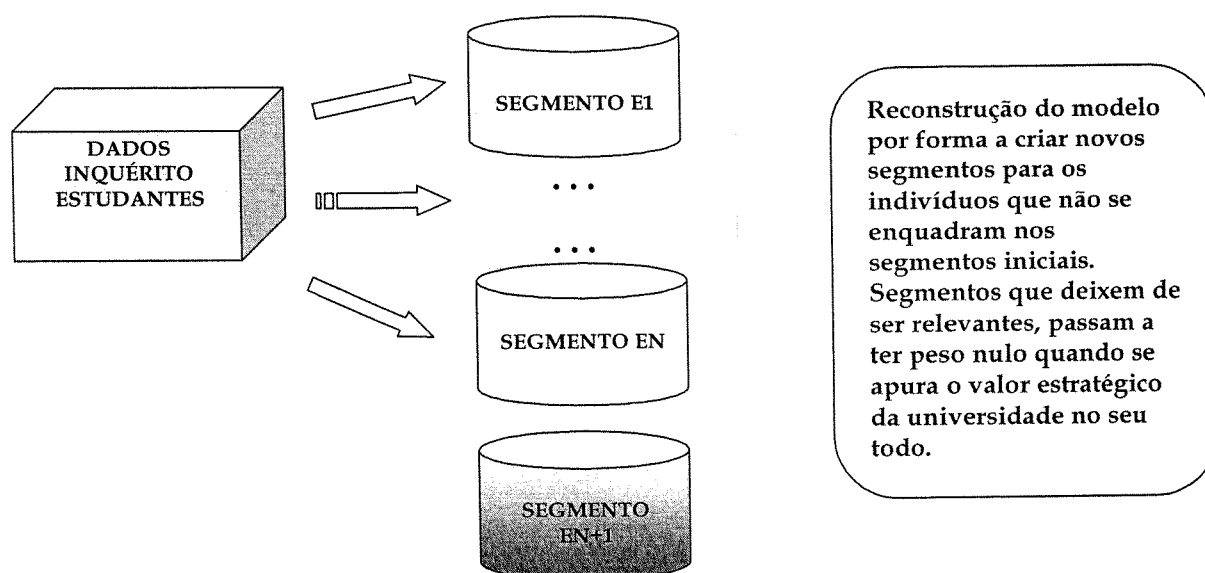 DADOS
INQUÉRITO
ESTUDANTES
SEGMENTO E1
...
...
SEGMENTO EN
SEGMENTO
EN+1
Reconstrução do modelo
por forma a criar novos
segmentos para os
indivíduos que não se
enquadram nos
segmentos iniciais.
Segmentos que deixem de
ser relevantes, passam a
ter peso nulo quando se
apura o valor estratégico
da universidade no seu
todo.